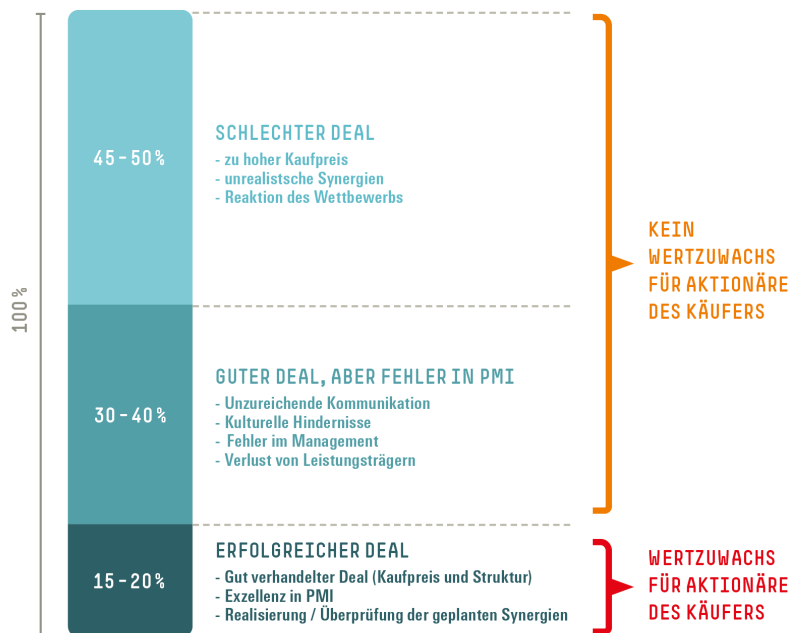 100%
45-50%
SCHLECHTER DEAL
- zu hoher Kaufpreis
- unrealistsche Synergien
- Reaktion des Wettbewerbs
30-40%
GUTER DEAL, ABER FEHLER IN PMI
- Unzureichende Kommunikation
- Kulturelle Hindernisse
- Fehler im Management
- Verlust von Leistungsträgern
KEIN
WERTZUWACHS
FÜR AKTIONÄRE
DES KÄUFERS
15-20%
ERFOLGREICHER DEAL
- Gut verhandelter Deal (Kaufpreis und Struktur)
- Exzellenz in PMI
- Realisierung / Überprüfung der geplanten Synergien
WERTZUWACHS
FÜR AKTIONÄRE
DES KÄUFERS